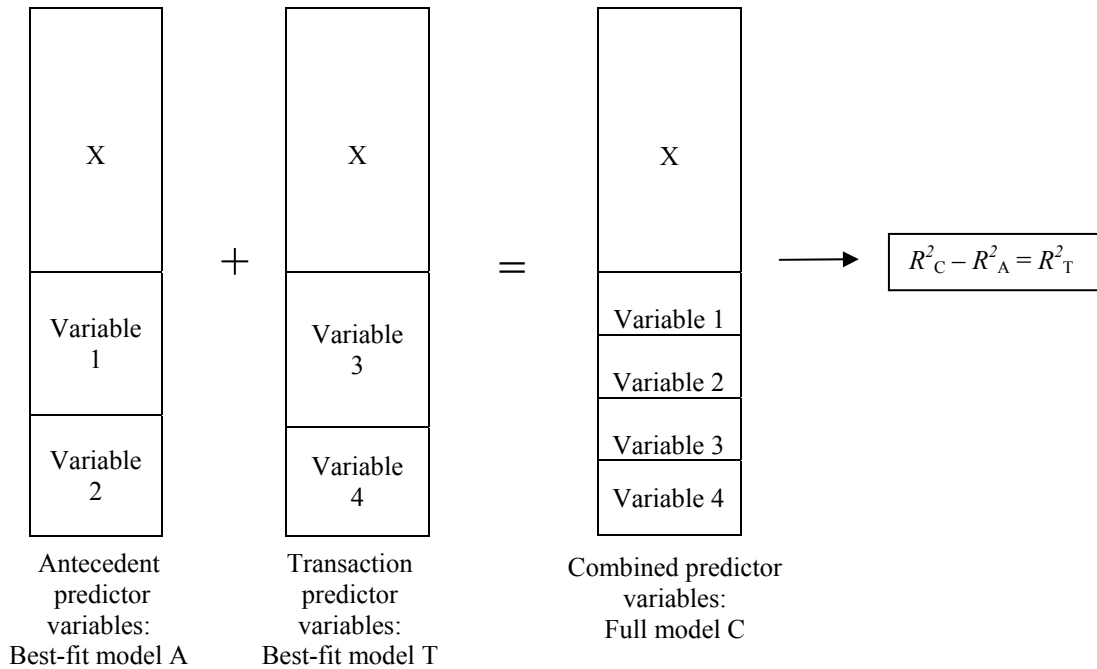 X
Variable
1
Variable
2
Antecedent
predictor
variables:
Best-fit model A
+
X
Variable
3
Variable
4
Transaction
predictor
variables:
Best-fit model T
=
X
Variable 1
Variable 2
Variable 3
Variable 4
Combined predictor
variables:
Full model C
R²C – R²A = R²T